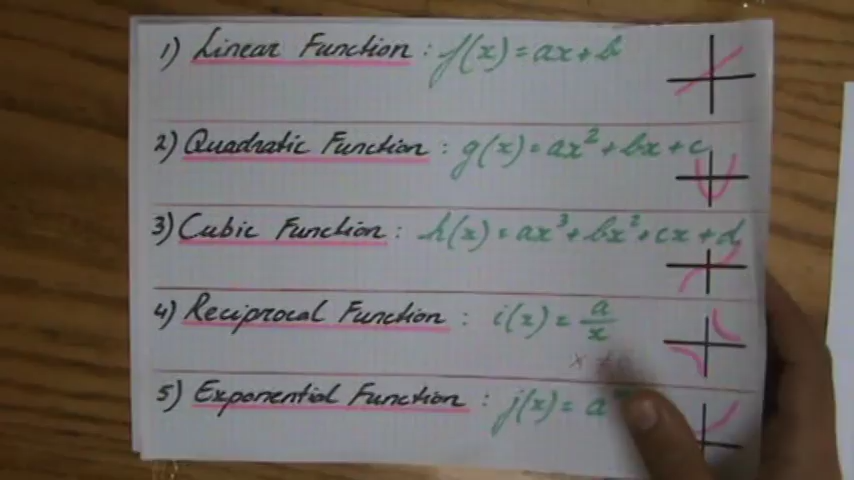 1) Linear Function : f(x) = ax + b
2) Quadratic Function : g(x) = ax² + bx + c
3) Cubic Function : h(x) = ax³ + bx² + cx + d
4) Reciprocal Function : i(x) = a/x
x
5) Exponential Function : j(x) = a